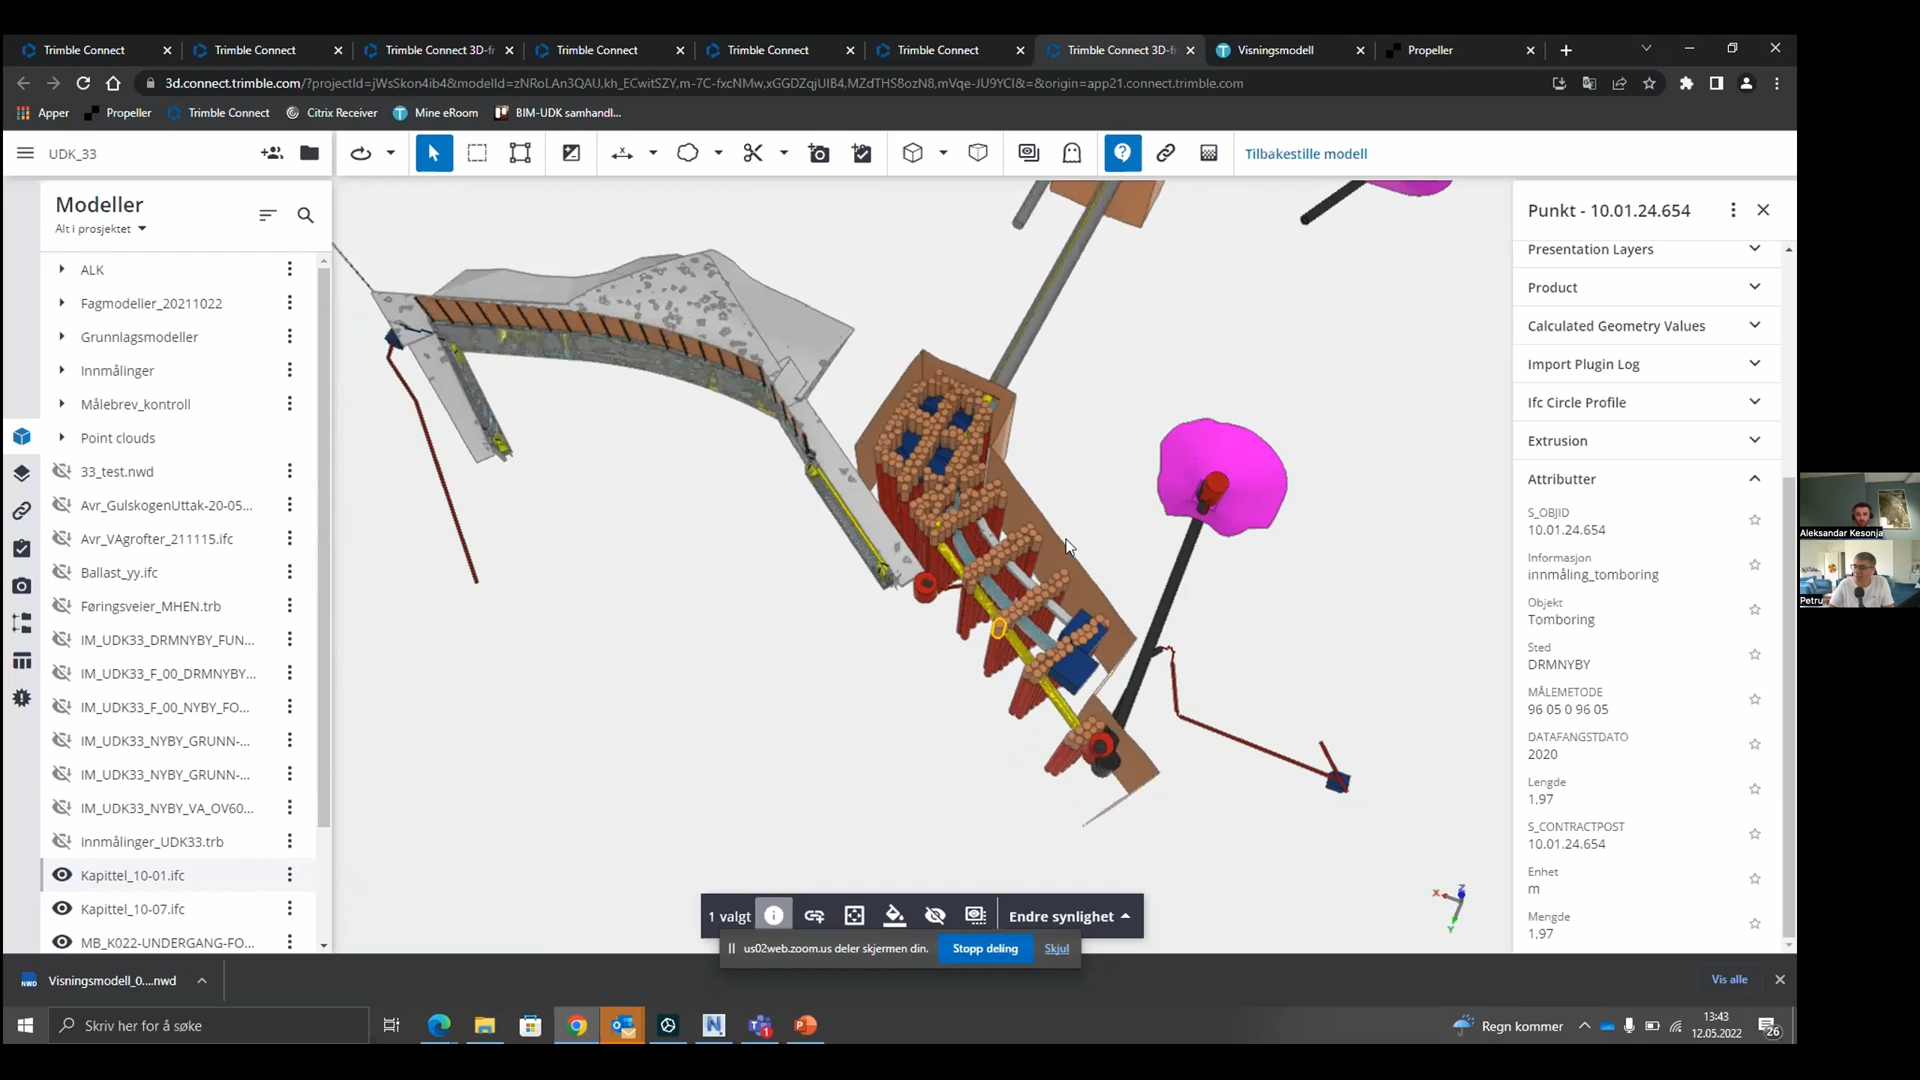 Trimble Connect
Trimble Connect
Trimble Connect 3D-fr
Trimble Connect
Trimble Connect
Trimble Connect
Trimble Connect 3D-fr
Visningsmodell
Propeller
3d.connect.trimble.com/?projectId=jWsSkon4ib4&modelId=zNRoLAn3QAU,kh_ECwitSZY,m-7C-fxcNMw,xGGDZqjUIB4,MZdTHS8ozN8,mVqe-JU9YCI&=&origin=app21.connect.trimble.com
Apper
Propeller
Trimble Connect
Citrix Receiver
Mine eRoom
BIM-UDK samhandl...
UDK_33
Tilbakestille modell
Modeller
Alt i prosjektet
ALK
Fagmodeller_20211022
Grunnlagsmodeller
Innmålinger
Målebrev_kontroll
Point clouds
33_test.nwd
Avr_GulskogenUttak-20-05...
Avr_VAgrofter_211115.ifc
Ballast_yy.ifc
Føringsveier_MHEN.trb
IM_UDK33_DRMNYBY_FUN...
IM_UDK33_F_00_DRMNYBY...
IM_UDK33_F_00_NYBY_FO...
IM_UDK33_NYBY_GRUNN-...
IM_UDK33_NYBY_GRUNN-...
IM_UDK33_NYBY_VA_OV60...
Innmålinger_UDK33.trb
Kapittel_10-01.ifc
Kapittel_10-07.ifc
MB_K022-UNDERGANG-FO...
Punkt - 10.01.24.654
Presentation Layers
Product
Calculated Geometry Values
Import Plugin Log
Ifc Circle Profile
Extrusion
Attributter
S_OBJID
10.01.24.654
Informasjon
innmåling_tomboring
Objekt
Tomboring
Sted
DRMNYBY
MÅLEMETODE
96 05 0 96 05
DATAFANGSTDATO
2020
Lengde
1,97
S_CONTRACTPOST
10.01.24.654
Enhet
m
Mengde
1,97
x
z
Y
1 valgt
Endre synlighet
us02web.zoom.us deler skjermen din.
Stopp deling
Skjul
Aleksandar Kesonja
Petru
NWD
Visningsmodell_0....nwd
Vis alle
Skriv her for å søke
N
1
Regn kommer
13:43
12.05.2022
26